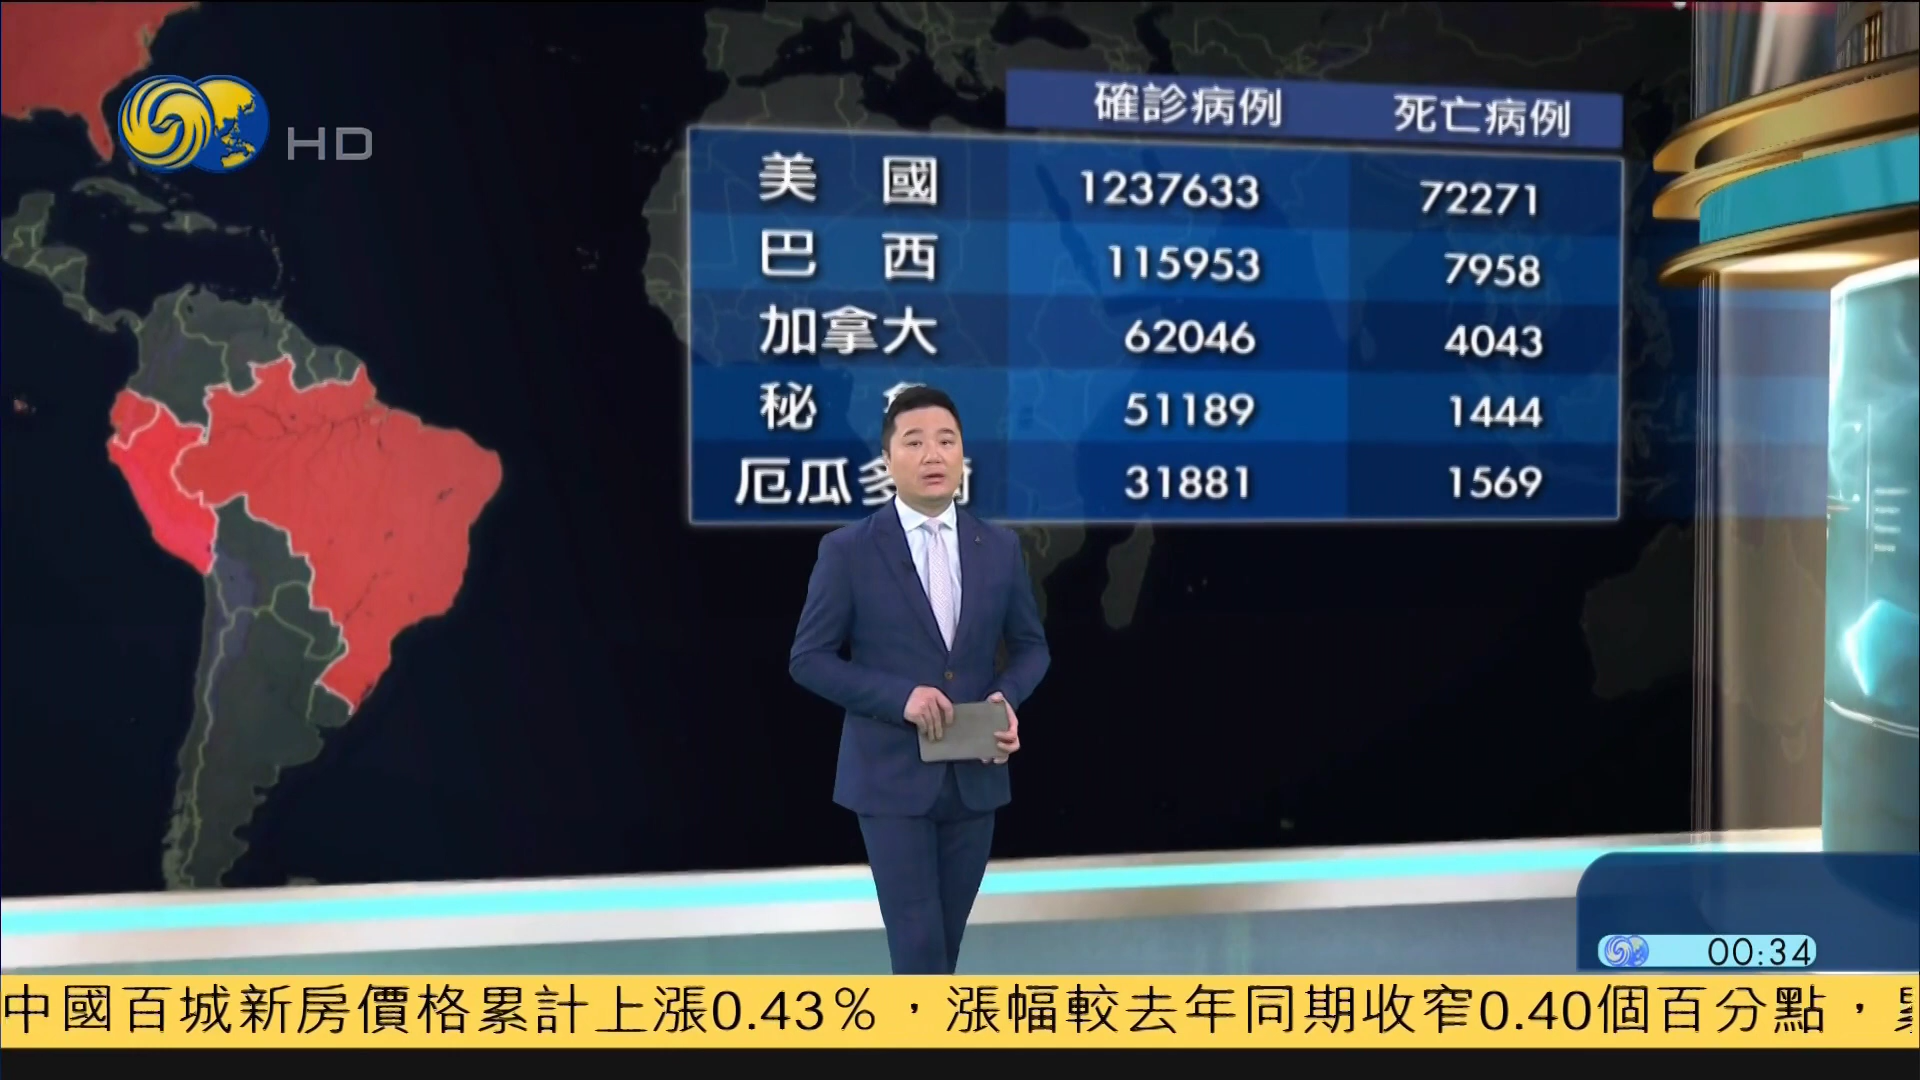 HD
確診病例 死亡病例
美國 1237633 72271
巴西 115953 7958
加拿大 62046 4043
秘 51189 1444
厄瓜多 31881 1569
00:34
中國百城新房價格累計上漲0.43%，漲幅較去年同期收窄0.40個百分點，